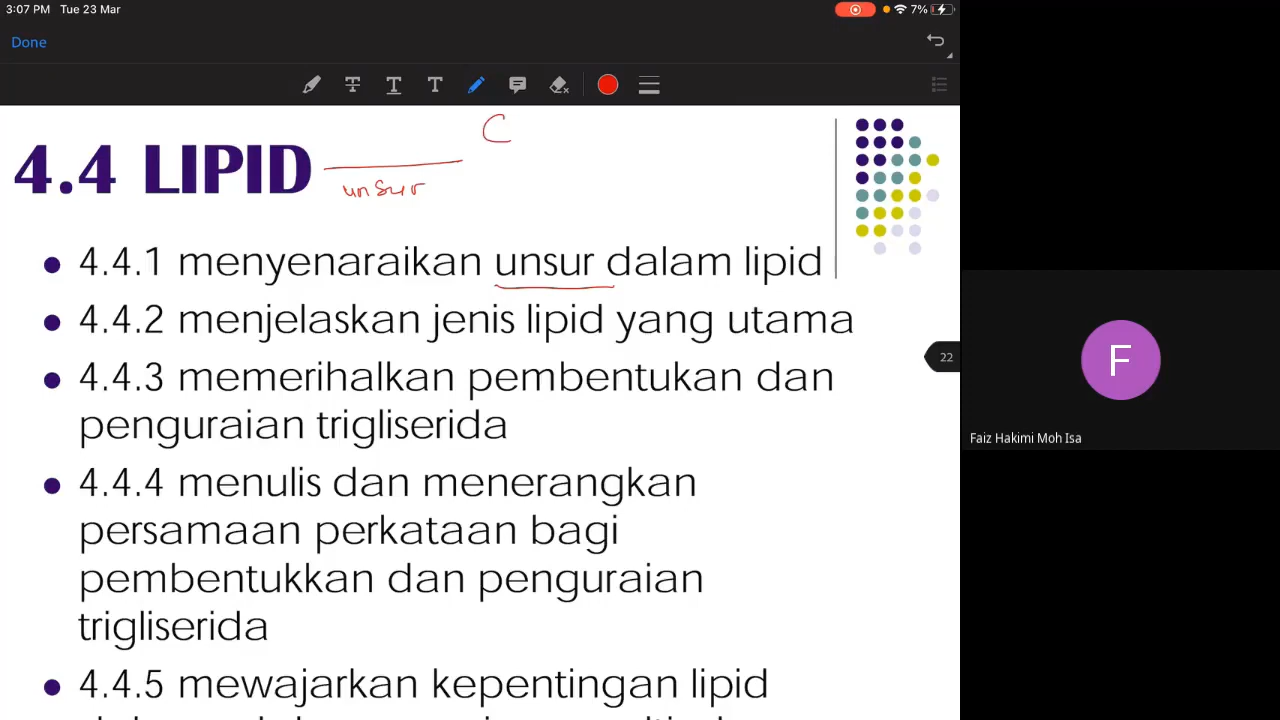 3:07 PM Tue 23 Mar
7%
Done
T T T
C
4.4 LIPID
unsur
• 4.4.1 menyenaraikan unsur dalam lipid
• 4.4.2 menjelaskan jenis lipid yang utama
22
• 4.4.3 memerihalkan pembentukan dan
penguraian trigliserida
• 4.4.4 menulis dan menerangkan
persamaan perkataan bagi
pembentukkan dan penguraian
trigliserida
• 4.4.5 mewajarkan kepentingan lipid
F
Faiz Hakimi Moh Isa